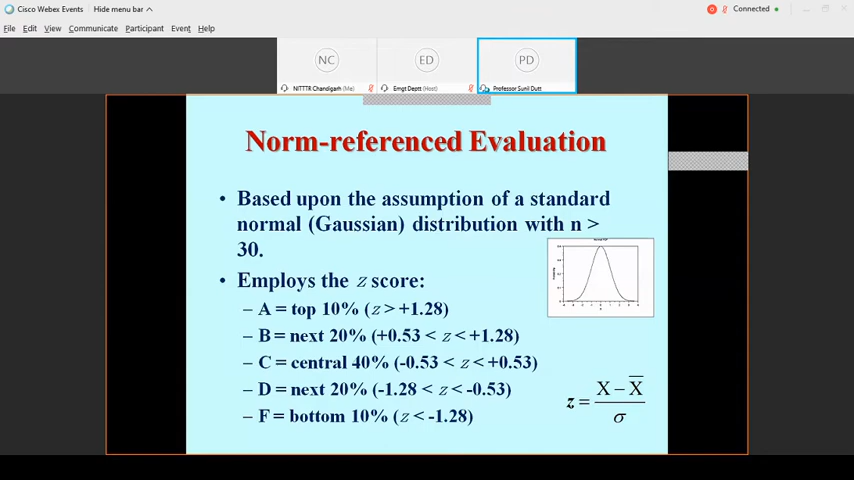 Cisco Webex Events
Hide menu bar
Connected
File Edit View Communicate Participant Event Help
NC
ED
PD
NITTTR Chandigarh (Me)
Emgt Deptt (Host)
Professor Sunil Dutt
Norm-referenced Evaluation
• Based upon the assumption of a standard
normal (Gaussian) distribution with n >
30.
• Employs the z score:
– A = top 10% (z > +1.28)
– B = next 20% (+0.53 < z < +1.28)
– C = central 40% (-0.53 < z < +0.53)
– D = next 20% (-1.28 < z < -0.53)
– F = bottom 10% (z < -1.28)
z = (X − X̅) / σ